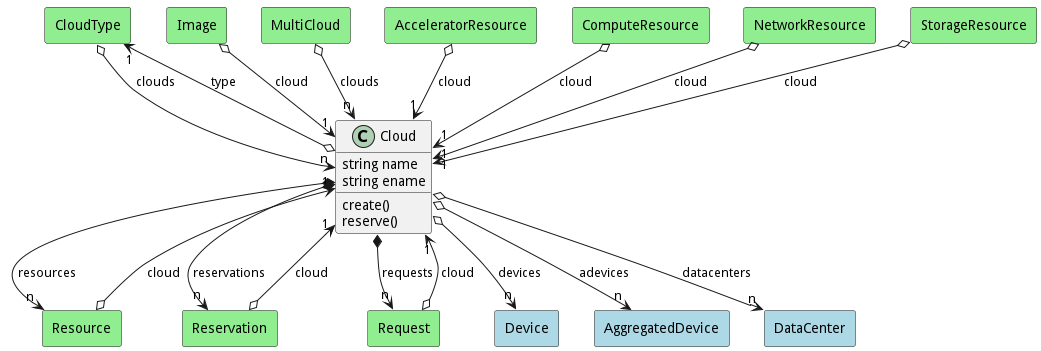 CloudType
Image
MultiCloud
AcceleratorResource
ComputeResource
NetworkResource
StorageResource
1
clouds
type
cloud
clouds
cloud
cloud
cloud
cloud
n
1
n
1
1
1
1
C Cloud
string name
string ename
create()
reserve()
1
1
1
resources
cloud
reservations
cloud
requests
cloud
devices
adevices
datacenters
n
n
n
n
n
n
Resource
Reservation
Request
Device
AggregatedDevice
DataCenter